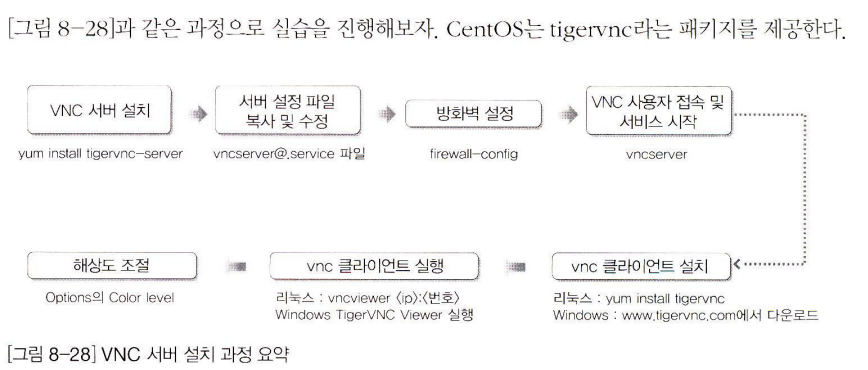 [그림 8-28]과 같은 과정으로 실습을 진행해보자. CentOS는 tigervnc라는 패키지를 제공한다.
VNC 서버 설치
yum install tigervnc-server
서버 설정 파일
복사 및 수정
vncserver@.service 파일
방화벽 설정
firewall-config
VNC 사용자 접속 및
서비스 시작
vncserver
vnc 클라이언트 설치
리눅스 : yum install tigervnc
Windows : www.tigervnc.com에서 다운로드
vnc 클라이언트 실행
리눅스 : vncviewer 〈ip〉:〈번호〉
Windows TigerVNC Viewer 실행
해상도 조절
Options의 Color level
[그림 8-28] VNC 서버 설치 과정 요약